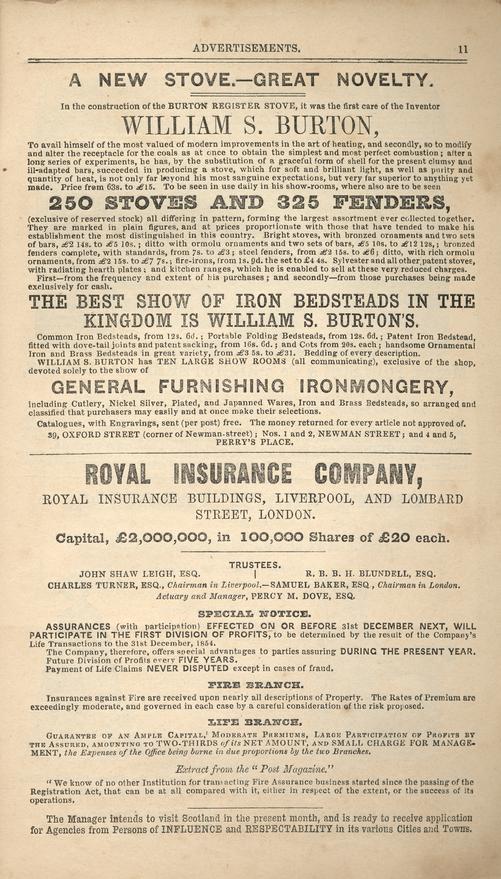 ADVERTISEMENTS. 11
A NEW STOVE.—GREAT NOVELTY.
In the construction of the BURTON REGISTER STOVE, it was the first care of the Inventor
WILLIAM S. BURTON,
To avail himself of the most valued of modern improvements in the art of heating, and secondly, so to modify
and alter the receptacle for the coals as at once to obtain the simplest and most perfect combustion; after a
long series of experiments, he has, by the substitution of a graceful form of shell for the present clumsy and
ill-adapted bars, succeeded in producing a stove, which for soft and brilliant light, as well as purity and
quantity of heat, is not only far beyond his most sanguine expectations, but very far superior to anything yet
made. Price from 63s. to £15. To be seen in use daily in his show-rooms, where also are to be seen
250 STOVES AND 325 FENDERS,
(exclusive of reserved stock) all differing in pattern, forming the largest assortment ever collected together.
They are marked in plain figures, and at prices proportionate with those that have tended to make his
establishment the most distinguished in this country. Bright stoves, with bronzed ornaments and two sets
of bars, £2 14s. to £5 10s.; ditto with ormolu ornaments and two sets of bars, £5 10s. to £12 12s.; bronzed
fenders complete, with standards, from 7s. to £3; steel fenders, from £2 15s. to £6; ditto, with rich ormolu
ornaments, from £2 15s. to £7 7s.; fire-irons, from 1s. 9d. the set to £4 4s. Sylvester and all other patent stoves,
with radiating hearth plates; and kitchen ranges, which he is enabled to sell at these very reduced charges.
First—from the frequency and extent of his purchases; and secondly—from those purchases being made
exclusively for cash.
THE BEST SHOW OF IRON BEDSTEADS IN THE
KINGDOM IS WILLIAM S. BURTON'S.
Common Iron Bedsteads, from 12s. 6d.; Portable Folding Bedsteads, from 12s. 6d.; Patent Iron Bedstead,
fitted with dove-tail joints and patent sacking, from 16s. 6d.; and Cots from 20s. each; handsome Ornamental
Iron and Brass Bedsteads in great variety, from £3 5s. to £31. Bedding of every description.
WILLIAM S. BURTON has TEN LARGE SHOW ROOMS (all communicating), exclusive of the shop,
devoted solely to the show of
GENERAL FURNISHING IRONMONGERY,
including Cutlery, Nickel Silver, Plated, and Japanned Wares, Iron and Brass Bedsteads, so arranged and
classified that purchasers may easily and at once make their selections.
Catalogues, with Engravings, sent (per post) free. The money returned for every article not approved of.
39, OXFORD STREET (corner of Newman-street); Nos. 1 and 2, NEWMAN STREET; and 4 and 5,
PERRY'S PLACE.
ROYAL INSURANCE COMPANY,
ROYAL INSURANCE BUILDINGS, LIVERPOOL, AND LOMBARD
STREET, LONDON.
Capital, £2,000,000, in 100,000 Shares of £20 each.
TRUSTEES.
JOHN SHAW LEIGH, ESQ. | R. B. B. H. BLUNDELL, ESQ.
CHARLES TURNER, ESQ., Chairman in Liverpool.—SAMUEL BAKER, ESQ., Chairman in London.
Actuary and Manager, PERCY M. DOVE, ESQ.
SPECIAL NOTICE.
ASSURANCES (with participation) EFFECTED ON OR BEFORE 31st DECEMBER NEXT, WILL
PARTICIPATE IN THE FIRST DIVISION OF PROFITS, to be determined by the result of the Company's
Life Transactions to the 31st December, 1854.
The Company, therefore, offers special advantages to parties assuring DURING THE PRESENT YEAR.
Future Division of Profits every FIVE YEARS.
Payment of Life Claims NEVER DISPUTED except in cases of fraud.
FIRE BRANCH.
Insurances against Fire are received upon nearly all descriptions of Property. The Rates of Premium are
exceedingly moderate, and governed in each case by a careful consideration of the risk proposed.
LIFE BRANCH.
GUARANTEE OF AN AMPLE CAPITAL, MODERATE PREMIUMS, LARGE PARTICIPATION OF PROFITS BY
THE ASSURED, AMOUNTING TO TWO-THIRDS of its NET AMOUNT, AND SMALL CHARGE FOR MANAGE-
MENT, the Expenses of the Office being borne in due proportions by the two Branches.
Extract from the "Post Magazine."
"We know of no other Institution for transacting Fire Assurance business started since the passing of the
Registration Act, that can be at all compared with it, either in respect of the extent, or the success of its
operations.
The Manager intends to visit Scotland in the present month, and is ready to receive application
for Agencies from Persons of INFLUENCE and RESPECTABILITY in its various Cities and Towns.